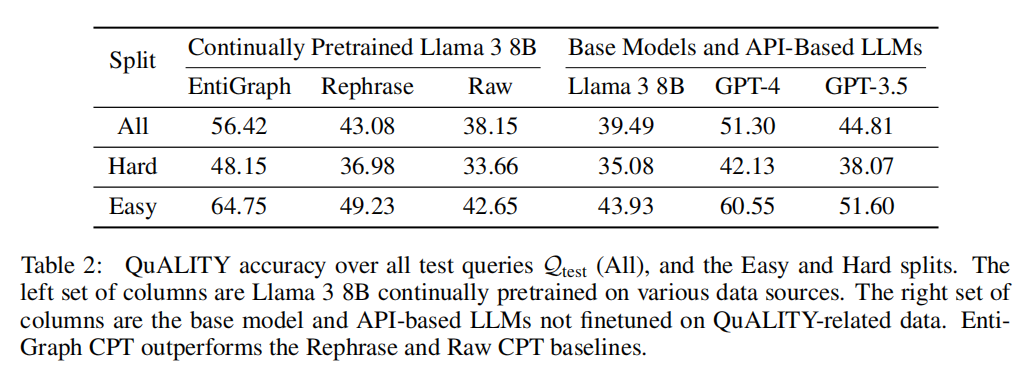 Split Continually Pretrained Llama 3 8B Base Models and API-Based LLMs
EntiGraph Rephrase Raw Llama 3 8B GPT-4 GPT-3.5
All 56.42 43.08 38.15 39.49 51.30 44.81
Hard 48.15 36.98 33.66 35.08 42.13 38.07
Easy 64.75 49.23 42.65 43.93 60.55 51.60
Table 2: QuALITY accuracy over all test queries 𝒬test (All), and the Easy and Hard splits. The
left set of columns are Llama 3 8B continually pretrained on various data sources. The right set of
columns are the base model and API-based LLMs not finetuned on QuALITY-related data. Enti-
Graph CPT outperforms the Rephrase and Raw CPT baselines.